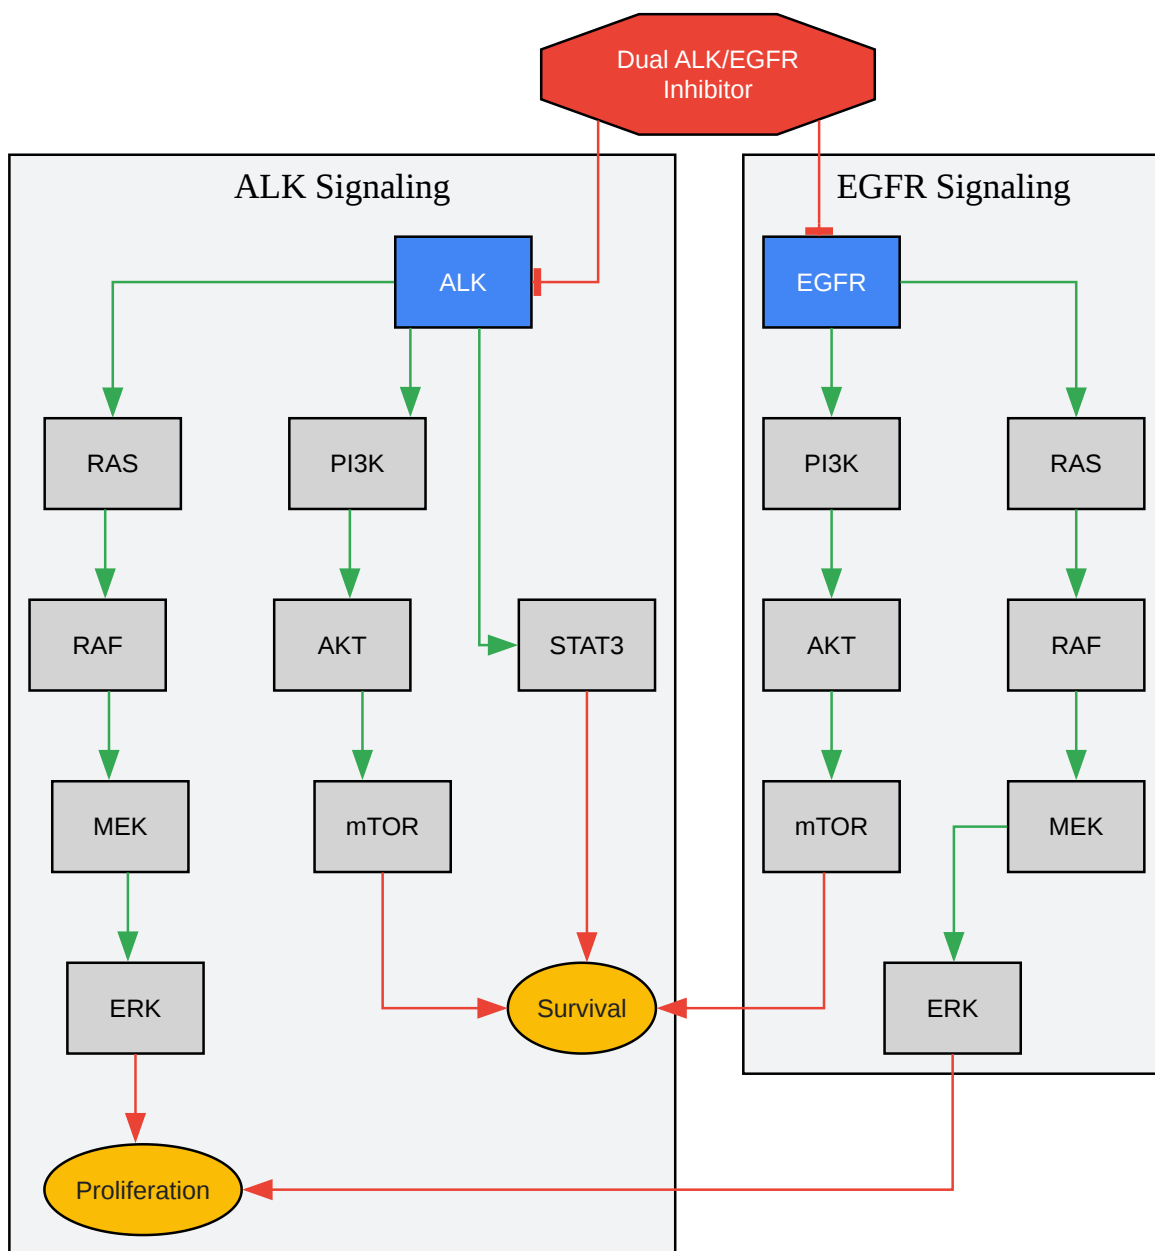 Dual ALK/EGFR
Inhibitor
ALK Signaling
EGFR Signaling
ALK
EGFR
RAS
PI3K
PI3K
RAS
RAF
AKT
STAT3
AKT
RAF
MEK
mTOR
mTOR
MEK
ERK
Survival
ERK
Proliferation